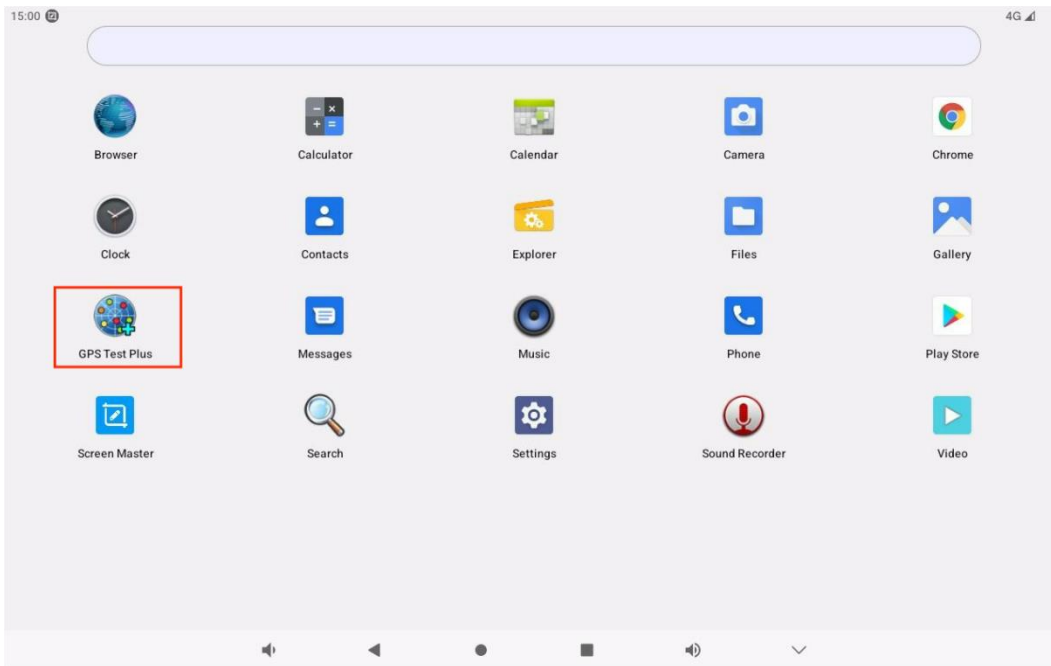 15:00 4G
Browser Calculator Calendar Camera Chrome
Clock Contacts Explorer Files Gallery
GPS Test Plus Messages Music Phone Play Store
Screen Master Search Settings Sound Recorder Video